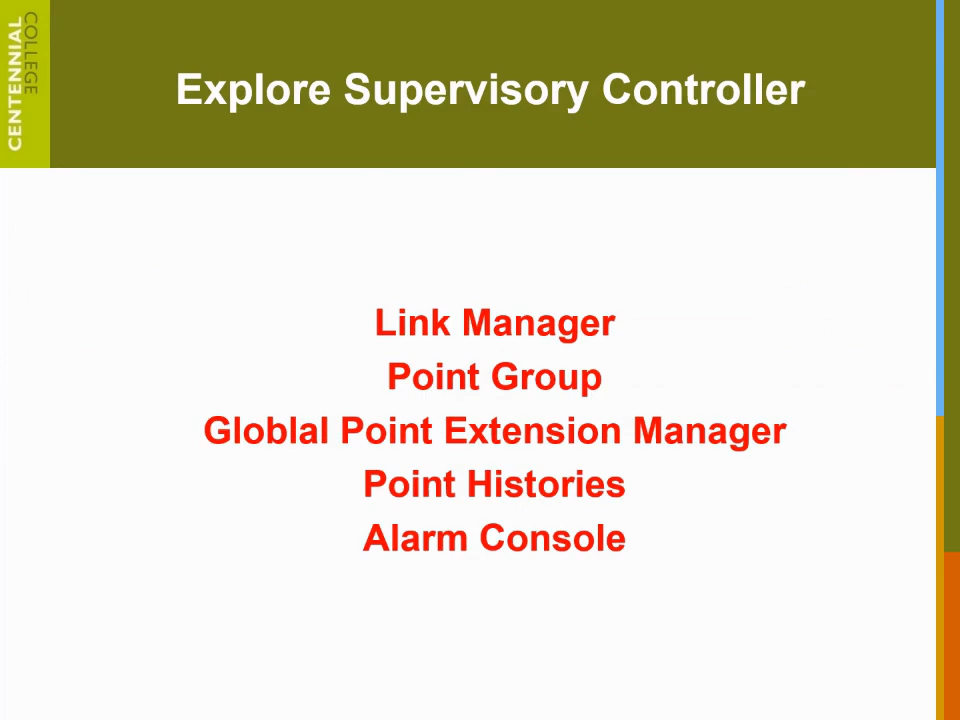 CENTENNIAL
COLLEGE
Explore Supervisory Controller
Link Manager
Point Group
Globlal Point Extension Manager
Point Histories
Alarm Console